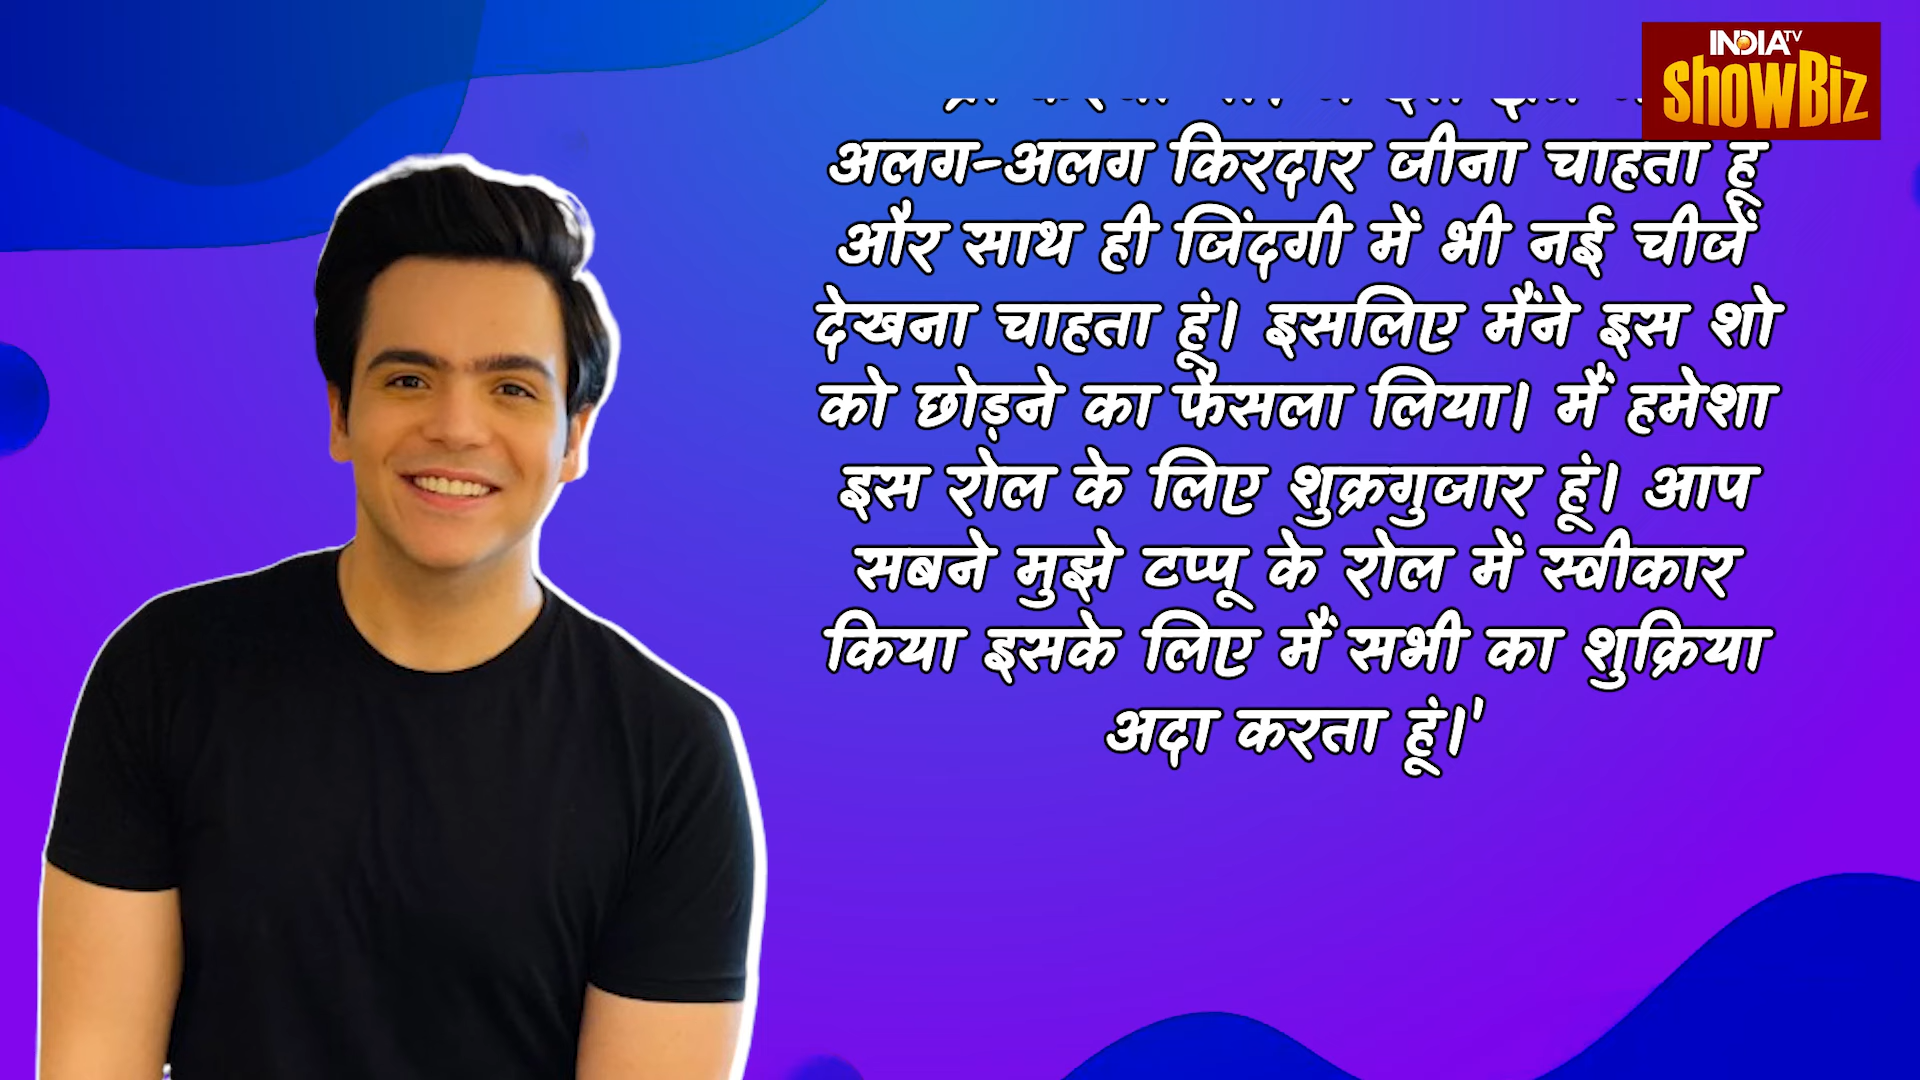 INDIA TV
ShowBiz
अलग-अलग किरदार जीना चाहता हूं
और साथ ही जिंदगी में भी नई चीजें
देखना चाहता हूं। इसलिए मैंने इस शो
को छोड़ने का फैसला लिया। मैं हमेशा
इस रोल के लिए शुक्रगुजार हूं। आप
सबने मुझे टप्पू के रोल में स्वीकार
किया इसके लिए मैं सभी का शुक्रिया
अदा करता हूं।'